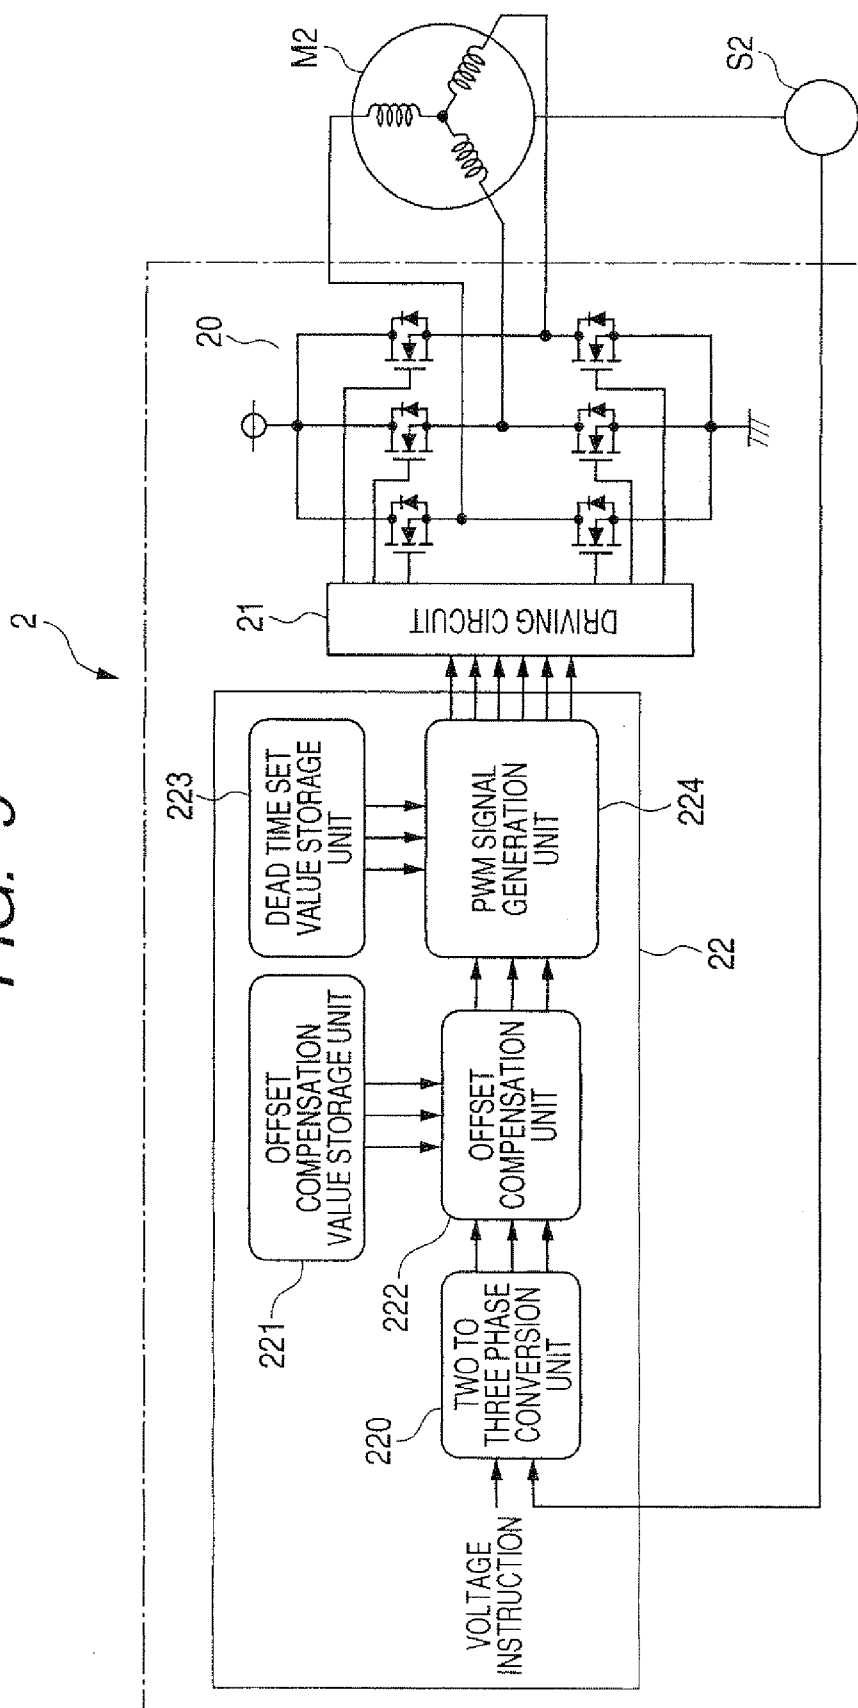 2
223
DEAD TIME SET
VALUE STORAGE
UNIT
221
OFFSET
COMPENSATION
VALUE STORAGE UNIT
VOLTAGE
INSTRUCTION
220
TWO TO
THREE PHASE
CONVERSION
UNIT
222
OFFSET
COMPENSATION
UNIT
PWM SIGNAL
GENERATION
UNIT
224
22
21
DRIVING CIRCUIT
20
M2
S2